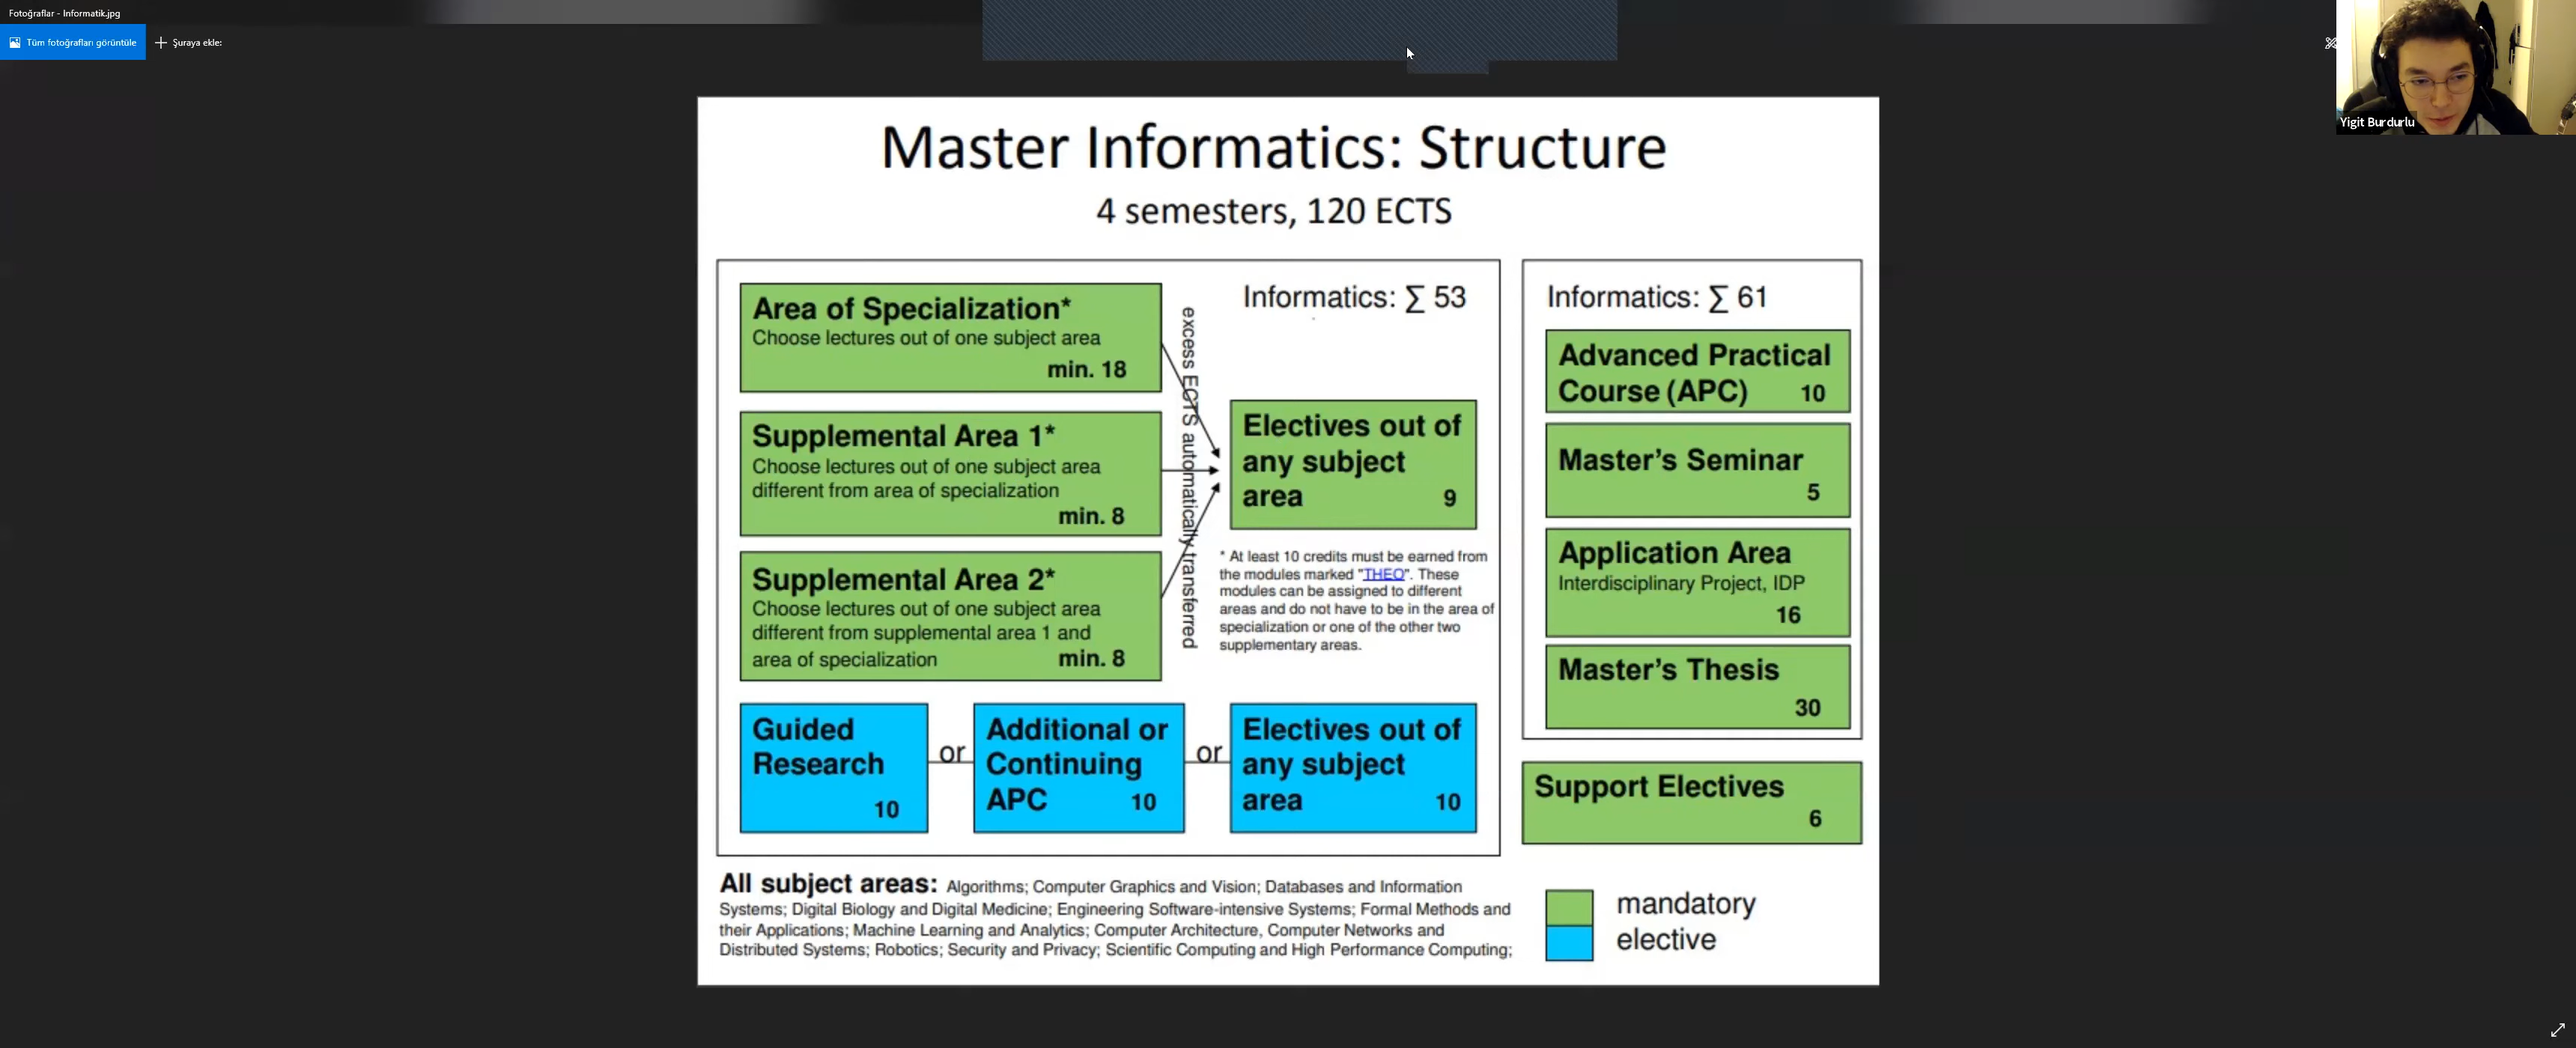 Fotoğraflar - Informatik.jpg
Tüm fotoğrafları görüntüle
Şuraya ekle:
Yigit Burdurlu
Master Informatics: Structure
4 semesters, 120 ECTS
Informatics: ∑ 53
Area of Specialization*
Choose lectures out of one subject area
min. 18
Supplemental Area 1*
Choose lectures out of one subject area
different from area of specialization
min. 8
Supplemental Area 2*
Choose lectures out of one subject area
different from supplemental area 1 and
area of specialization min. 8
excess ECTS automatically transferred
Electives out of
any subject
area 9
* At least 10 credits must be earned from
the modules marked "THEO". These
modules can be assigned to different
areas and do not have to be in the area of
specialization or one of the other two
supplementary areas.
Guided
Research
10
or
Additional or
Continuing
APC 10
or
Electives out of
any subject
area 10
Informatics: ∑ 61
Advanced Practical
Course (APC) 10
Master's Seminar
5
Application Area
Interdisciplinary Project, IDP
16
Master's Thesis
30
Support Electives
6
All subject areas: Algorithms; Computer Graphics and Vision; Databases and Information
Systems; Digital Biology and Digital Medicine; Engineering Software-intensive Systems; Formal Methods and
their Applications; Machine Learning and Analytics; Computer Architecture, Computer Networks and
Distributed Systems; Robotics; Security and Privacy; Scientific Computing and High Performance Computing;
mandatory
elective